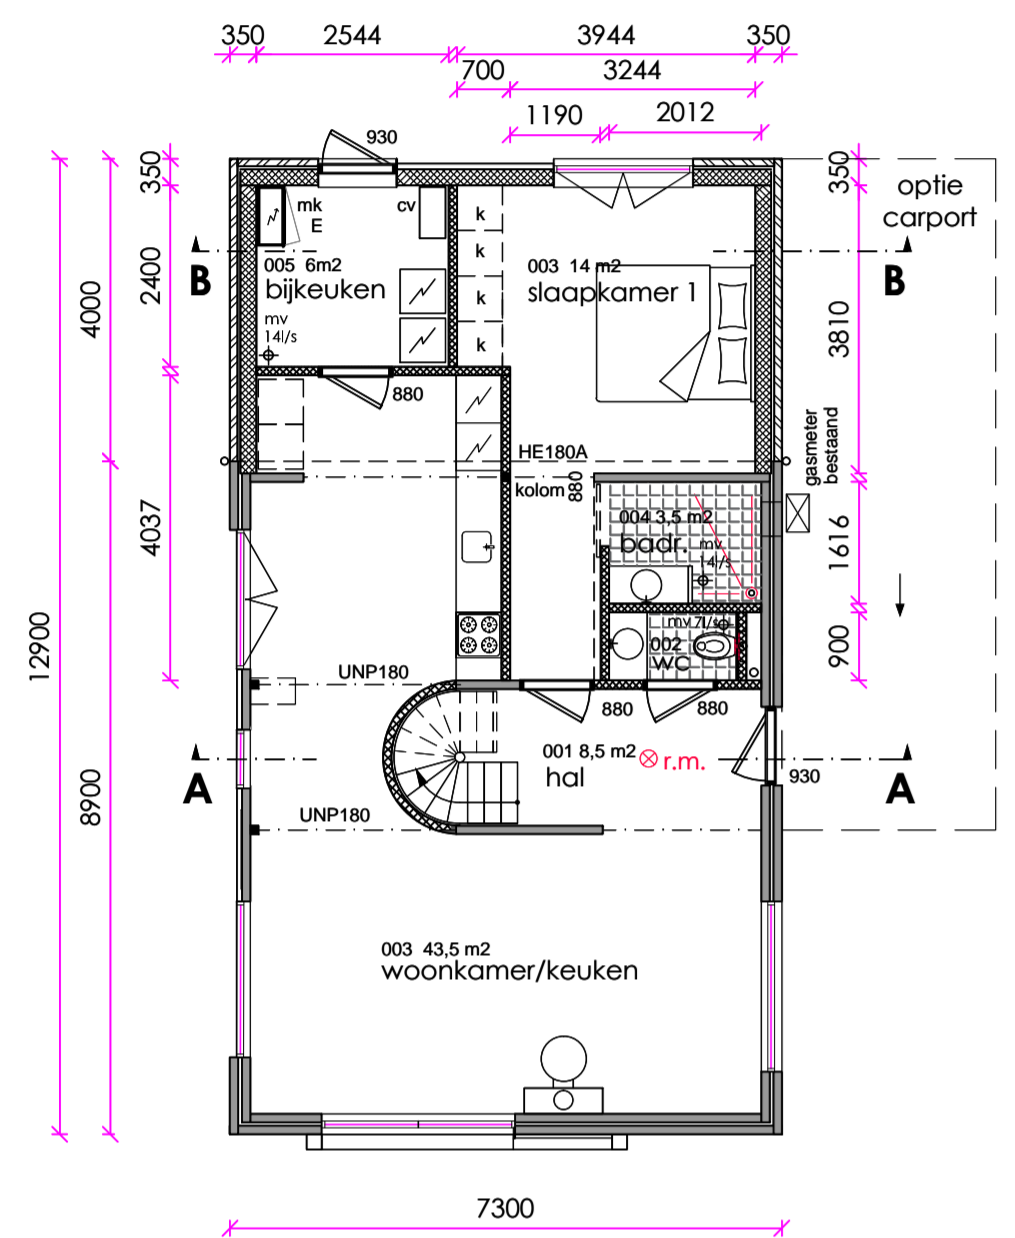 350 2544 3944 350
700 3244
1190 2012
930
350
350
optie
carport
mk
E
cv
k
k
k
k
B
B
2400
4000
005 6m2
bijkeuken
003 14 m2
slaapkamer 1
mv
14l/s
3810
880
HE180A
kolom
880
gasmeter
bestaand
4037
004 3,5 m2
badr.
mv
14l/s
1616
12900
mv 7l/s
002
WC
900
UNP180
880
880
001 8,5 m2
hal
r.m.
930
A
A
8900
UNP180
003 43,5 m2
woonkamer/keuken
7300